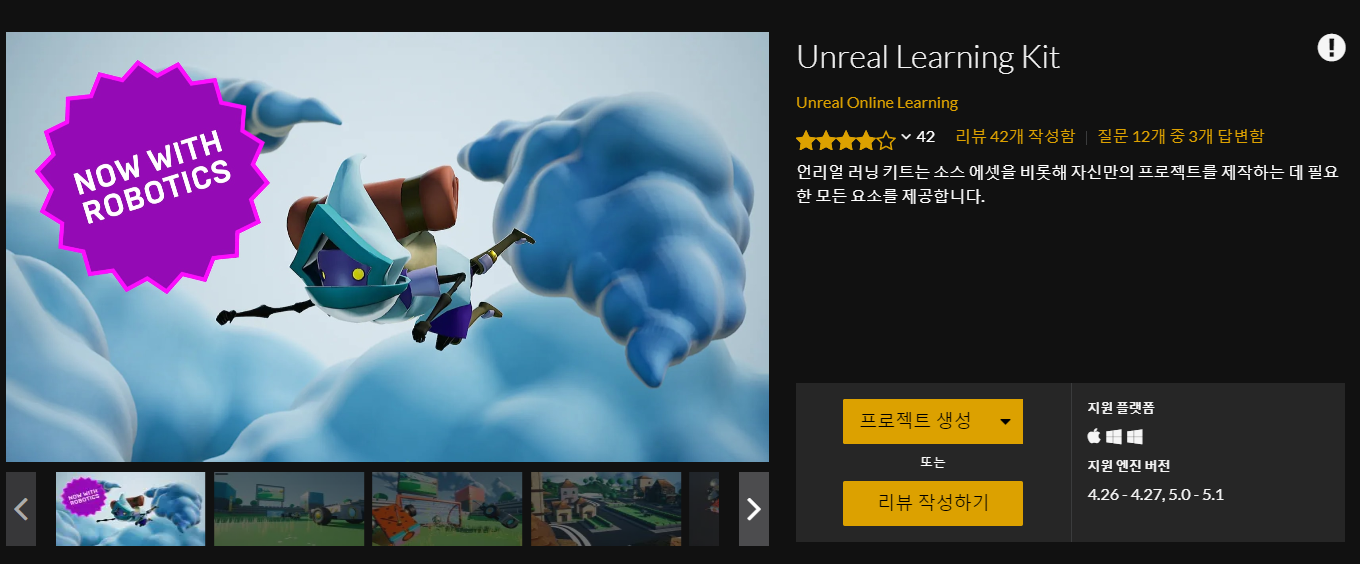 NOW WITH
ROBOTICS
Unreal Learning Kit
Unreal Online Learning
42 리뷰 42개 작성함 | 질문 12개 중 3개 답변함
언리얼 러닝 키트는 소스 에셋을 비롯해 자신만의 프로젝트를 제작하는 데 필요
한 모든 요소를 제공합니다.
프로젝트 생성
또는
리뷰 작성하기
지원 플랫폼
지원 엔진 버전
4.26 - 4.27, 5.0 - 5.1
NOW WITH
ROBOTICS